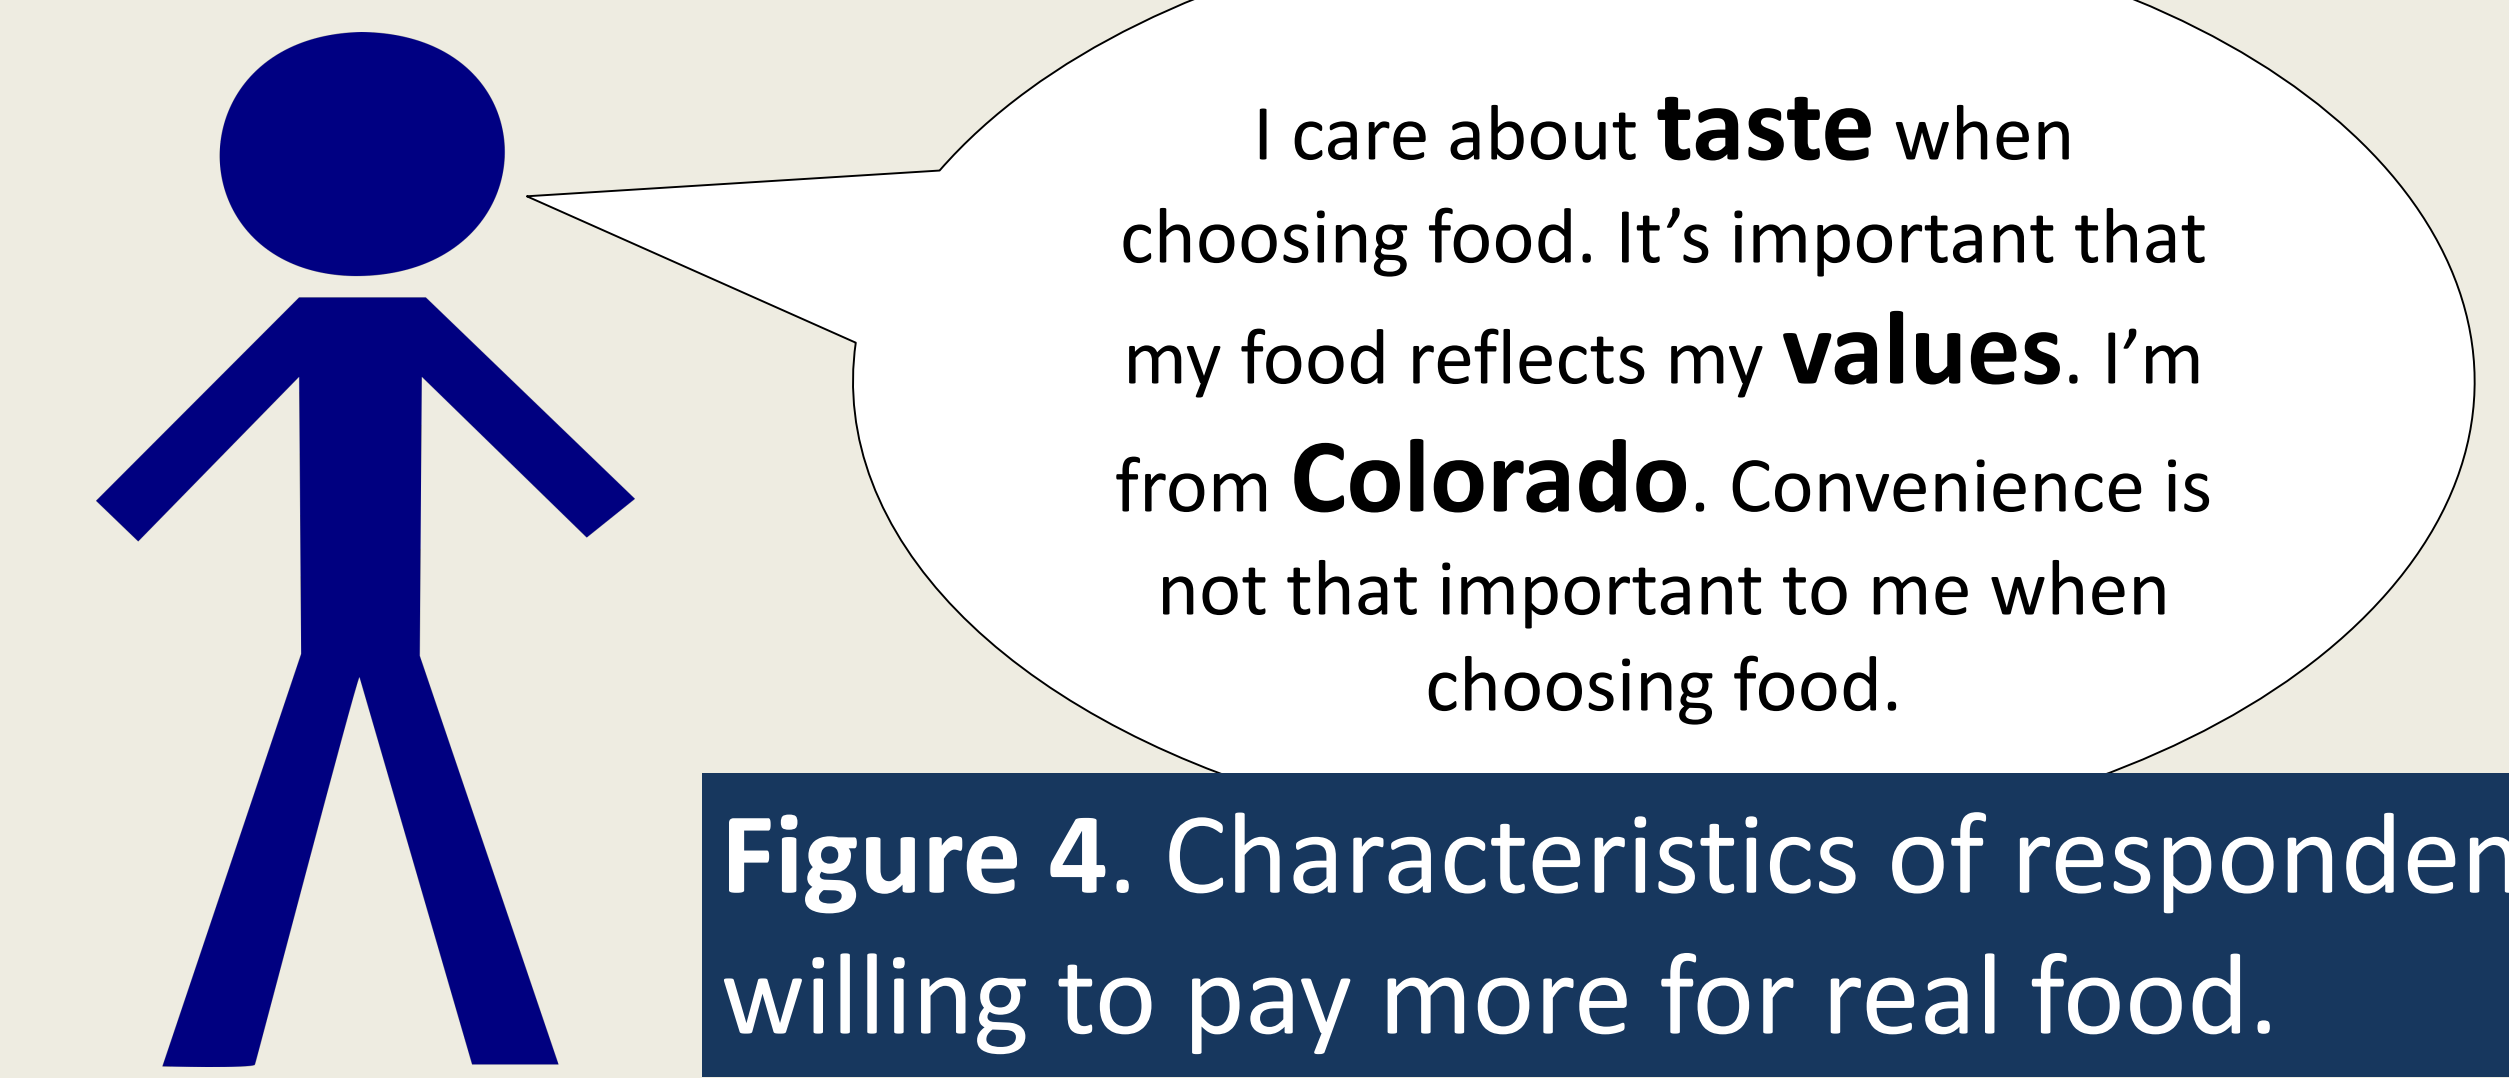 I care about taste when
choosing food. It’s important that
my food reflects my values. I’m
from Colorado. Convenience is
not that important to me when
choosing food.
Figure 4. Characteristics of responden
willing to pay more for real food.